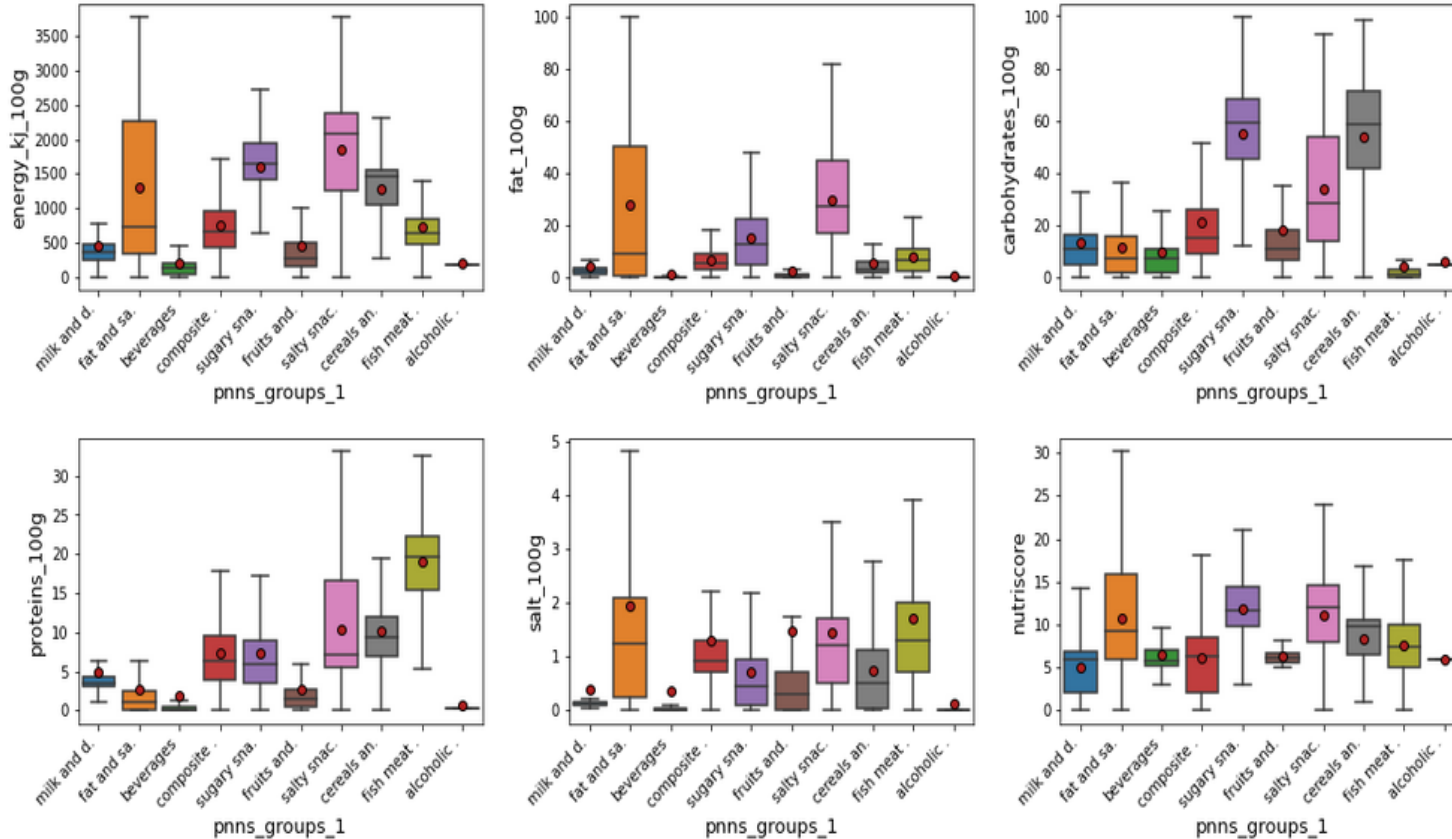 energy_kj_100g
3500
3000
2500
2000
1500
1000
500
0
milk and d.
fat and sa.
beverages
composite .
sugary sna.
fruits and.
salty snac.
cereals an.
fish meat .
alcoholic .
pnns_groups_1
fat_100g
100
80
60
40
20
0
milk and d.
fat and sa.
beverages
composite .
sugary sna.
fruits and.
salty snac.
cereals an.
fish meat .
alcoholic .
pnns_groups_1
carbohydrates_100g
100
80
60
40
20
0
milk and d.
fat and sa.
beverages
composite .
sugary sna.
fruits and.
salty snac.
cereals an.
fish meat .
alcoholic .
pnns_groups_1
proteins_100g
30
25
20
15
10
5
0
milk and d.
fat and sa.
beverages
composite .
sugary sna.
fruits and.
salty snac.
cereals an.
fish meat .
alcoholic .
pnns_groups_1
salt_100g
5
4
3
2
1
0
milk and d.
fat and sa.
beverages
composite .
sugary sna.
fruits and.
salty snac.
cereals an.
fish meat .
alcoholic .
pnns_groups_1
nutriscore
30
25
20
15
10
5
0
milk and d.
fat and sa.
beverages
composite .
sugary sna.
fruits and.
salty snac.
cereals an.
fish meat .
alcoholic .
pnns_groups_1